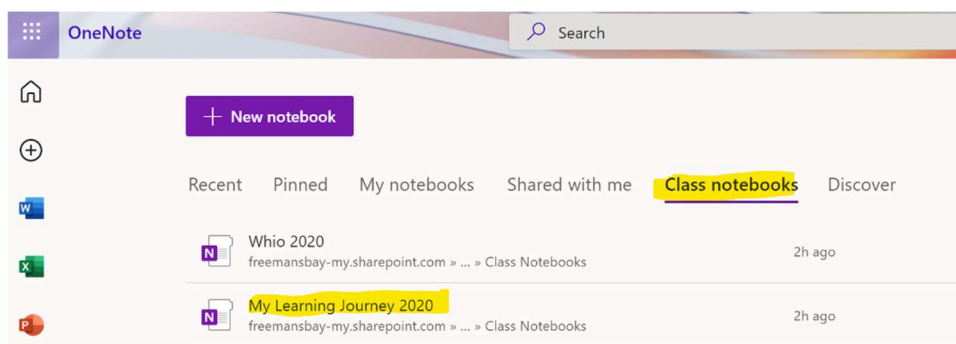 OneNote
Search
New notebook
Recent Pinned My notebooks Shared with me Class notebooks Discover
Whio 2020
freemansbay-my.sharepoint.com » ... » Class Notebooks
2h ago
My Learning Journey 2020
freemansbay-my.sharepoint.com » ... » Class Notebooks
2h ago
W
X
P
N
N